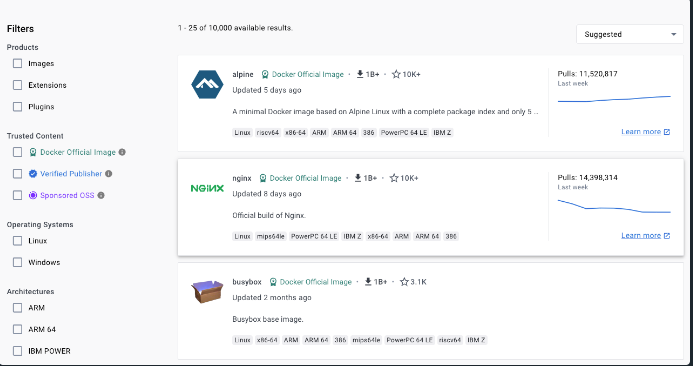 Filters
Products
Images
Extensions
Plugins
Trusted Content
Docker Official Image
Verified Publisher
Sponsored OSS
Operating Systems
Linux
Windows
Architectures
ARM
ARM 64
IBM POWER
1 - 25 of 10,000 available results.
Suggested
alpine Docker Official Image • 1B+ • 10K+
Updated 5 days ago
A minimal Docker image based on Alpine Linux with a complete package index and only 5 ...
Linux riscv64 x86-64 ARM ARM 64 386 PowerPC 64 LE IBM Z
Pulls: 11,520,817
Last week
Learn more
NGINX
nginx Docker Official Image • 1B+ • 10K+
Updated 8 days ago
Official build of Nginx.
Linux mips64le PowerPC 64 LE IBM Z x86-64 ARM ARM 64 386
Pulls: 14,398,314
Last week
Learn more
busybox Docker Official Image • 1B+ • 3.1K
Updated 2 months ago
Busybox base image.
Linux x86-64 ARM ARM 64 386 mips64le PowerPC 64 LE riscv64 IBM Z